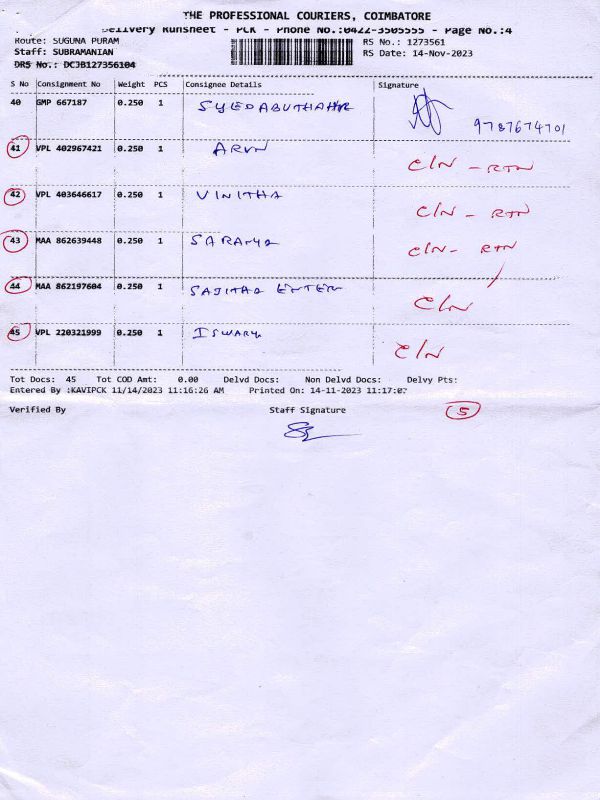 THE PROFESSIONAL COURIERS, COIMBATORE
Delivery Runsheet - PCK - Phone No.:0422-3505555 - Page No.:4
Route: SUGUNA PURAM RS No.: 1273561
Staff: SUBRAMANIAN RS Date: 14-Nov-2023
DRS No.: DCJB127356104
S No Consignment No Weight PCS Consignee Details Signature
40 GMP 667187 0.250 1 SYEDABUTHAHIR 9787674701
41 VPL 402967421 0.250 1 ARUN C/N - RTN
42 VPL 403646617 0.250 1 VINITHA C/N - RTN
43 MAA 862639448 0.250 1 SARANYA C/N - RTN
44 MAA 862197604 0.250 1 SAJITHA ENTER C/N
45 VPL 220321999 0.250 1 ISWARYA C/N
Tot Docs: 45 Tot COD Amt: 0.00 Delvd Docs: Non Delvd Docs: Delvy Pts:
Entered By :KAVIPCK 11/14/2023 11:16:26 AM Printed On: 14-11-2023 11:17:07
Verified By Staff Signature 5